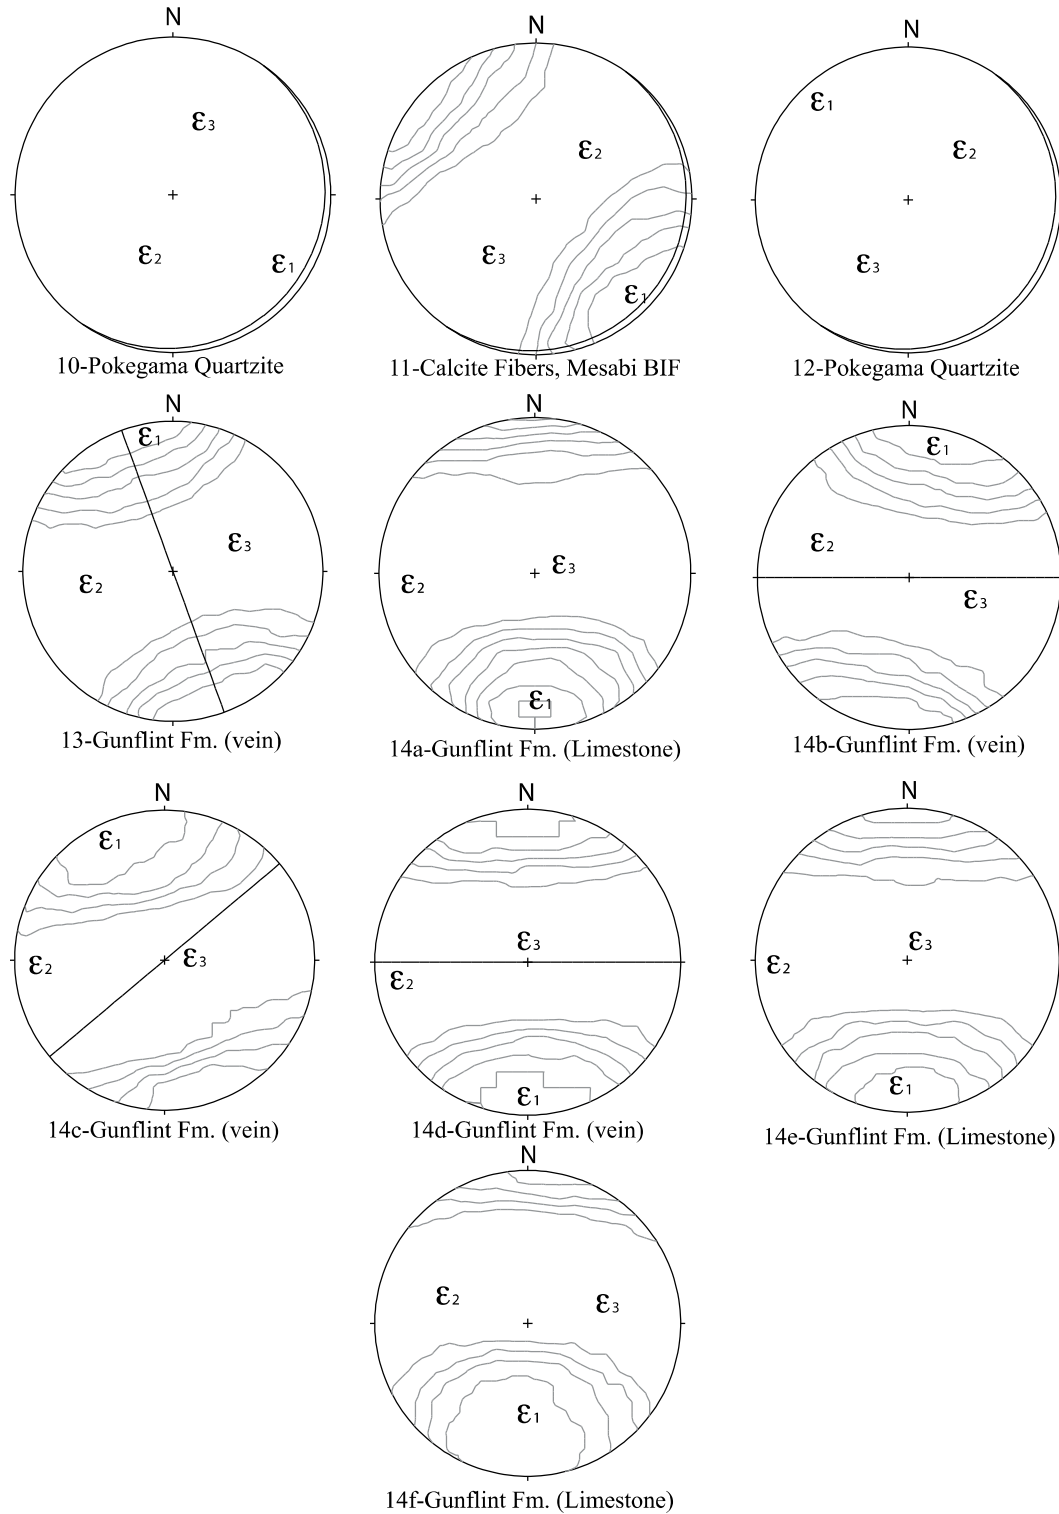 N
N
N
ε3
ε2
ε1
ε2
ε3
ε1
ε1
ε2
ε3
10-Pokegama Quartzite
11-Calcite Fibers, Mesabi BIF
12-Pokegama Quartzite
N
N
N
ε1
ε3
ε2
ε2
ε3
ε1
ε1
ε2
ε3
13-Gunflint Fm. (vein)
14a-Gunflint Fm. (Limestone)
14b-Gunflint Fm. (vein)
N
N
N
ε1
ε2
ε3
ε3
ε2
ε1
ε3
ε2
ε1
14c-Gunflint Fm. (vein)
14d-Gunflint Fm. (vein)
14e-Gunflint Fm. (Limestone)
N
ε2
ε3
ε1
14f-Gunflint Fm. (Limestone)